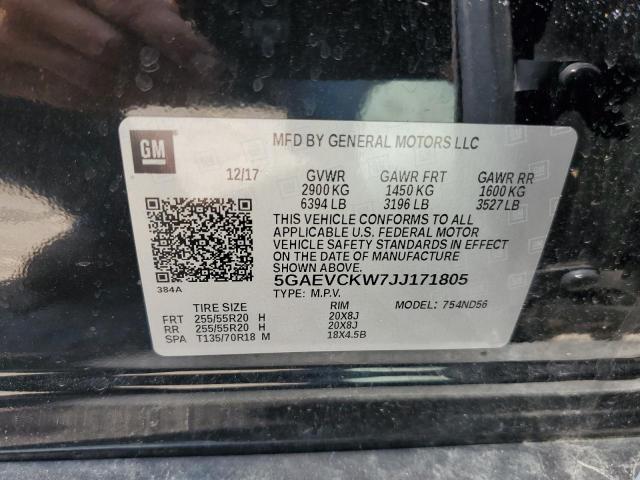 GM
MFD BY GENERAL MOTORS LLC
12/17 GVWR GAWR FRT GAWR RR
2900 KG 1450 KG 1600 KG
6394 LB 3196 LB 3527 LB
THIS VEHICLE CONFORMS TO ALL
APPLICABLE U.S. FEDERAL MOTOR
VEHICLE SAFETY STANDARDS IN EFFECT
ON THE DATE OF MANUFACTURE
SHOWN ABOVE.
384A 5GAEVCKW7JJ171805
TYPE: M.P.V. MODEL: 754ND56
TIRE SIZE RIM
FRT 255/55R20 H 20X8J
RR 255/55R20 H 20X8J
SPA T135/70R18 M 18X4.5B